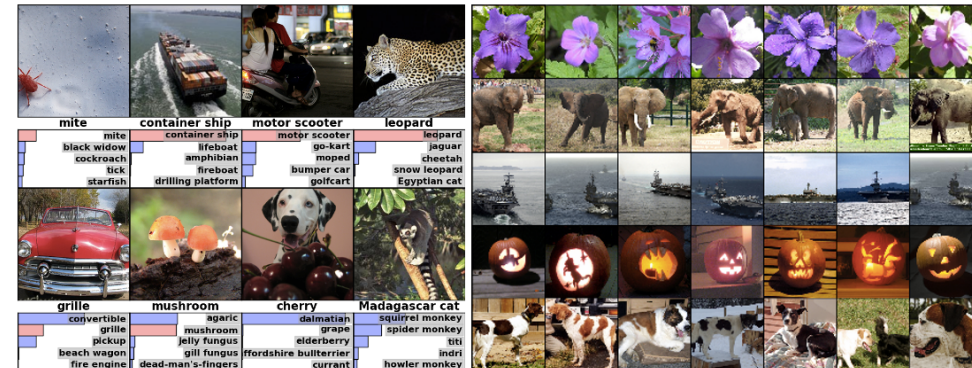 mite
container ship
motor scooter
leopard
mite
black widow
cockroach
tick
starfish
container ship
lifeboat
amphibian
fireboat
drilling platform
motor scooter
go-kart
moped
bumper car
golfcart
leopard
jaguar
cheetah
snow leopard
Egyptian cat
grille
mushroom
cherry
Madagascar cat
convertible
grille
pickup
beach wagon
fire engine
agaric
mushroom
jelly fungus
gill fungus
dead-man's-fingers
dalmatian
grape
elderberry
ffordshire bullterrier
currant
squirrel monkey
spider monkey
titi
indri
howler monkey